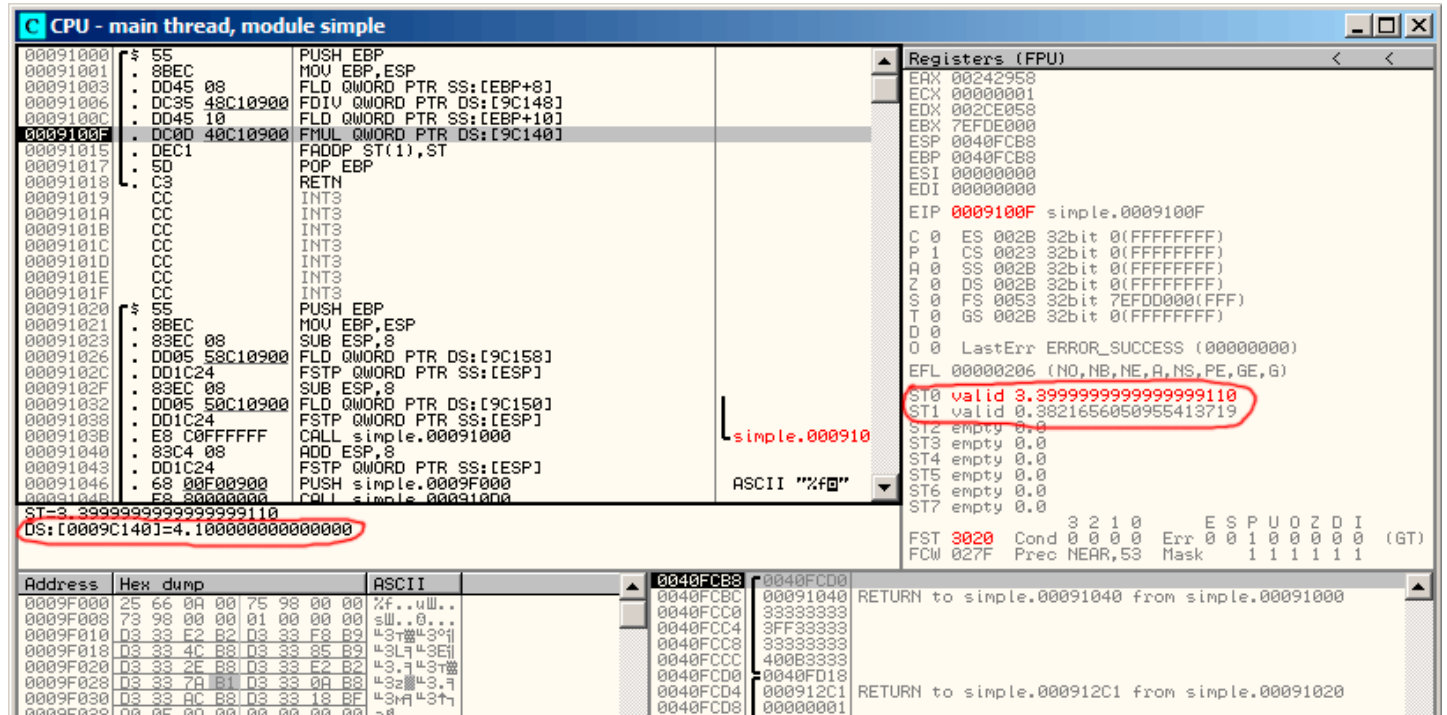 CPU - main thread, module simple
00091000 $ 55 PUSH EBP
00091001 . 8BEC MOV EBP,ESP
00091003 . DD45 08 FLD QWORD PTR SS:[EBP+8]
00091006 . DC35 48C10900 FDIV QWORD PTR DS:[9C148]
0009100C . DD45 10 FLD QWORD PTR SS:[EBP+10]
0009100F . DC0D 40C10900 FMUL QWORD PTR DS:[9C140]
00091015 . DEC1 FADDP ST(1),ST
00091017 . 5D POP EBP
00091018 . C3 RETN
00091019 CC INT3
0009101A CC INT3
0009101B CC INT3
0009101C CC INT3
0009101D CC INT3
0009101E CC INT3
0009101F CC INT3
00091020 $ 55 PUSH EBP
00091021 . 8BEC MOV EBP,ESP
00091023 . 83EC 08 SUB ESP,8
00091026 . DD05 58C10900 FLD QWORD PTR DS:[9C158]
0009102C . DD1C24 FSTP QWORD PTR SS:[ESP]
0009102F . 83EC 08 SUB ESP,8
00091032 . DD05 50C10900 FLD QWORD PTR DS:[9C150]
00091038 . DD1C24 FSTP QWORD PTR SS:[ESP]
0009103B . E8 C0FFFFFF CALL simple.00091000 simple.000910
00091040 . 83C4 08 ADD ESP,8
00091043 . DD1C24 FSTP QWORD PTR SS:[ESP]
00091046 . 68 00F00900 PUSH simple.0009F000 ASCII "%f◙"
0009104B . E8 80000000 CALL simple.000910D0
ST=3.3999999999999999110
DS:[0009C140]=4.100000000000000
Registers (FPU) < <
EAX 00242958
ECX 00000001
EDX 002CE058
EBX 7EFDE000
ESP 0040FCB8
EBP 0040FCB8
ESI 00000000
EDI 00000000
EIP 0009100F simple.0009100F
C 0 ES 002B 32bit 0(FFFFFFFF)
P 1 CS 0023 32bit 0(FFFFFFFF)
A 0 SS 002B 32bit 0(FFFFFFFF)
Z 0 DS 002B 32bit 0(FFFFFFFF)
S 0 FS 0053 32bit 7EFDD000(FFF)
T 0 GS 002B 32bit 0(FFFFFFFF)
D 0
O 0 LastErr ERROR_SUCCESS (00000000)
EFL 00000206 (NO,NB,NE,A,NS,PE,GE,G)
ST0 valid 3.3999999999999999110
ST1 valid 0.3821656050955413719
ST2 empty 0.0
ST3 empty 0.0
ST4 empty 0.0
ST5 empty 0.0
ST6 empty 0.0
ST7 empty 0.0
3 2 1 0 E S P U O Z D I
FST 3020 Cond 0 0 0 0 Err 0 0 1 0 0 0 0 0 (GT)
FCW 027F Prec NEAR,53 Mask 1 1 1 1 1 1
Address Hex dump ASCII
0009F000 25 66 0A 00 75 98 00 00 %f..uШ..
0009F008 73 98 00 00 01 00 00 00
0009F010 D3 33 E2 B2 D3 33 F8 B9
0009F018 D3 33 4C B8 D3 33 85 B9
0009F020 D3 33 2E B8 D3 33 E2 B2
0009F028 D3 33 7A B1 D3 33 0A B8
0009F030 D3 33 AC B8 D3 33 18 BF
0040FCB8 0040FCD0
0040FCBC 00091040 RETURN to simple.00091040 from simple.00091000
0040FCC0 33333333
0040FCC4 3FF33333
0040FCC8 33333333
0040FCCC 400B3333
0040FCD0 0040FD18
0040FCD4 000912C1 RETURN to simple.000912C1 from simple.00091020
0040FCD8 00000001